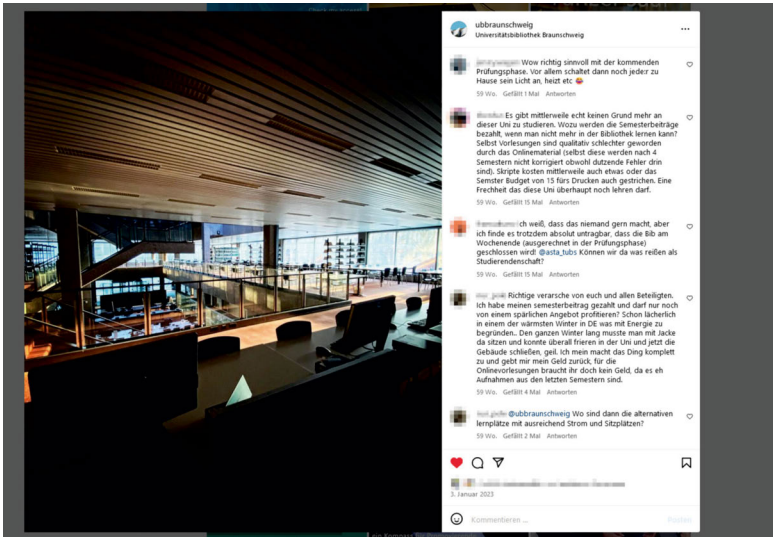 ubbraunschweig
Universitätsbibliothek Braunschweig
Wow richtig sinnvoll mit der kommenden
Prüfungsphase. Vor allem schaltet dann noch jede:r zu
Hause sein Licht an, heizt etc 😂
59 Wo. Gefällt 1 Mal Antworten
Es gibt mittlerweile echt keinen Grund mehr an
dieser Uni zu studieren. Wozu werden die Semesterbeiträge
bezahlt, wenn man nicht mehr in der Bibliothek lernen kann?
Selbst Vorlesungen sind qualitativ schlechter geworden
durch das Onlinematerial (selbst diese werden nach 4
Semestern nicht korrigiert obwohl dutzende Fehler drin
sind). Skripte kosten mittlerweile auch etwas oder das
Semster Budget von 15 fürs Drucken auch gestrichen. Eine
Frechheit das diese Uni überhaupt noch lehren darf.
59 Wo. Gefällt 15 Mal Antworten
Ich weiß, dass das niemand gern macht, aber
ich finde es trotzdem absolut untragbar, dass die Bib am
Wochenende (ausgerechnet in der Prüfungsphase)
geschlossen wird! @asta_tubs Können wir da was reißen als
Studierendenschaft?
59 Wo. Gefällt 15 Mal Antworten
Richtige verarsche von euch und allen Beteiligten.
Ich habe meinen semesterbeitrag gezahlt und darf nur noch
von einem spärlichen Angebot profitieren? Schon lächerlich
in einem der wärmsten Winter in DE was mit Energie zu
begründen.. Den ganzen Winter lang musste man mit Jacke
da sitzen und konnte überall frieren in der Uni und jetzt die
Gebäude schließen, geil. Ich mein macht das Ding komplett
zu und gebt mir mein Geld zurück, für die
Onlinevorlesungen braucht ihr doch kein Geld, da es eh
Aufnahmen aus den letzten Semestern sind.
59 Wo. Gefällt 4 Mal Antworten
@ubbraunschweig Wo sind dann die alternativen
lernplätze mit ausreichend Strom und Sitzplätzen?
59 Wo. Gefällt 2 Mal Antworten
3. Januar 2023
Kommentieren ...
Posten